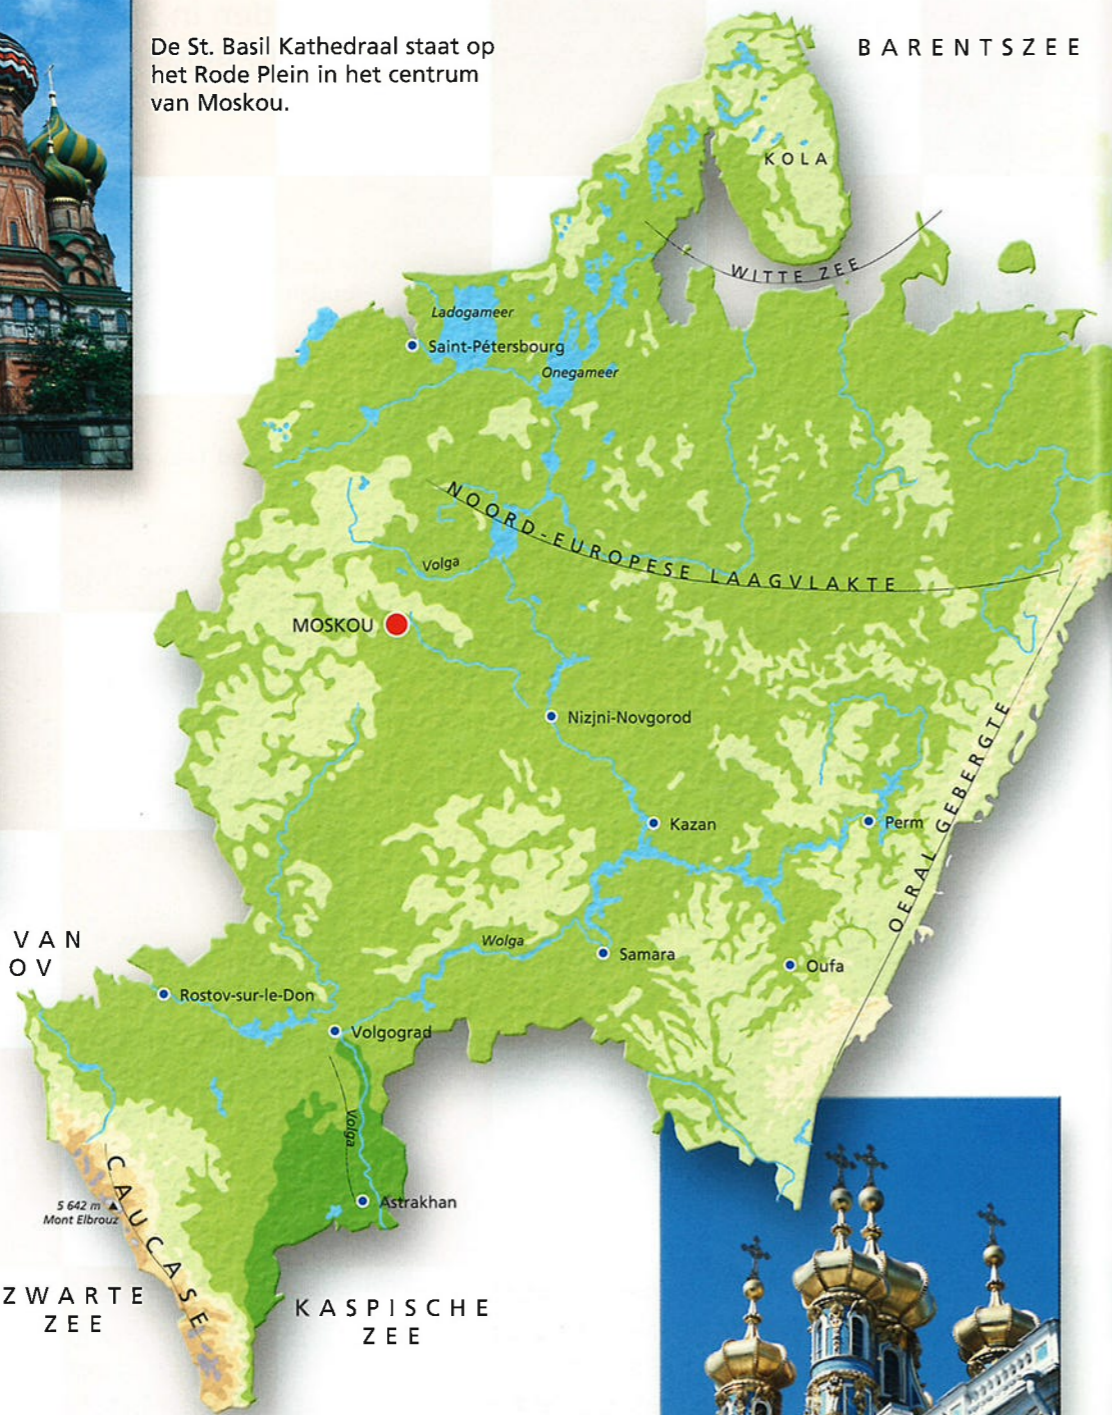 De St. Basil Kathedraal staat op
het Rode Plein in het centrum
van Moskou.
BARENTSZEE
KOLA
WITTE ZEE
Ladogameer
Saint-Pétersbourg
Onegameer
NOORD-EUROPESE LAAGVLAKTE
Volga
MOSKOU
Nizjni-Novgorod
OERAL GEBERGTE
Kazan
Perm
VAN
OV
Wolga
Samara
Oufa
Rostov-sur-le-Don
Volgograd
Volga
CAUCASE
5 642 m
Mont Elbrouz
Astrakhan
ZWARTE
ZEE
KASPISCHE
ZEE